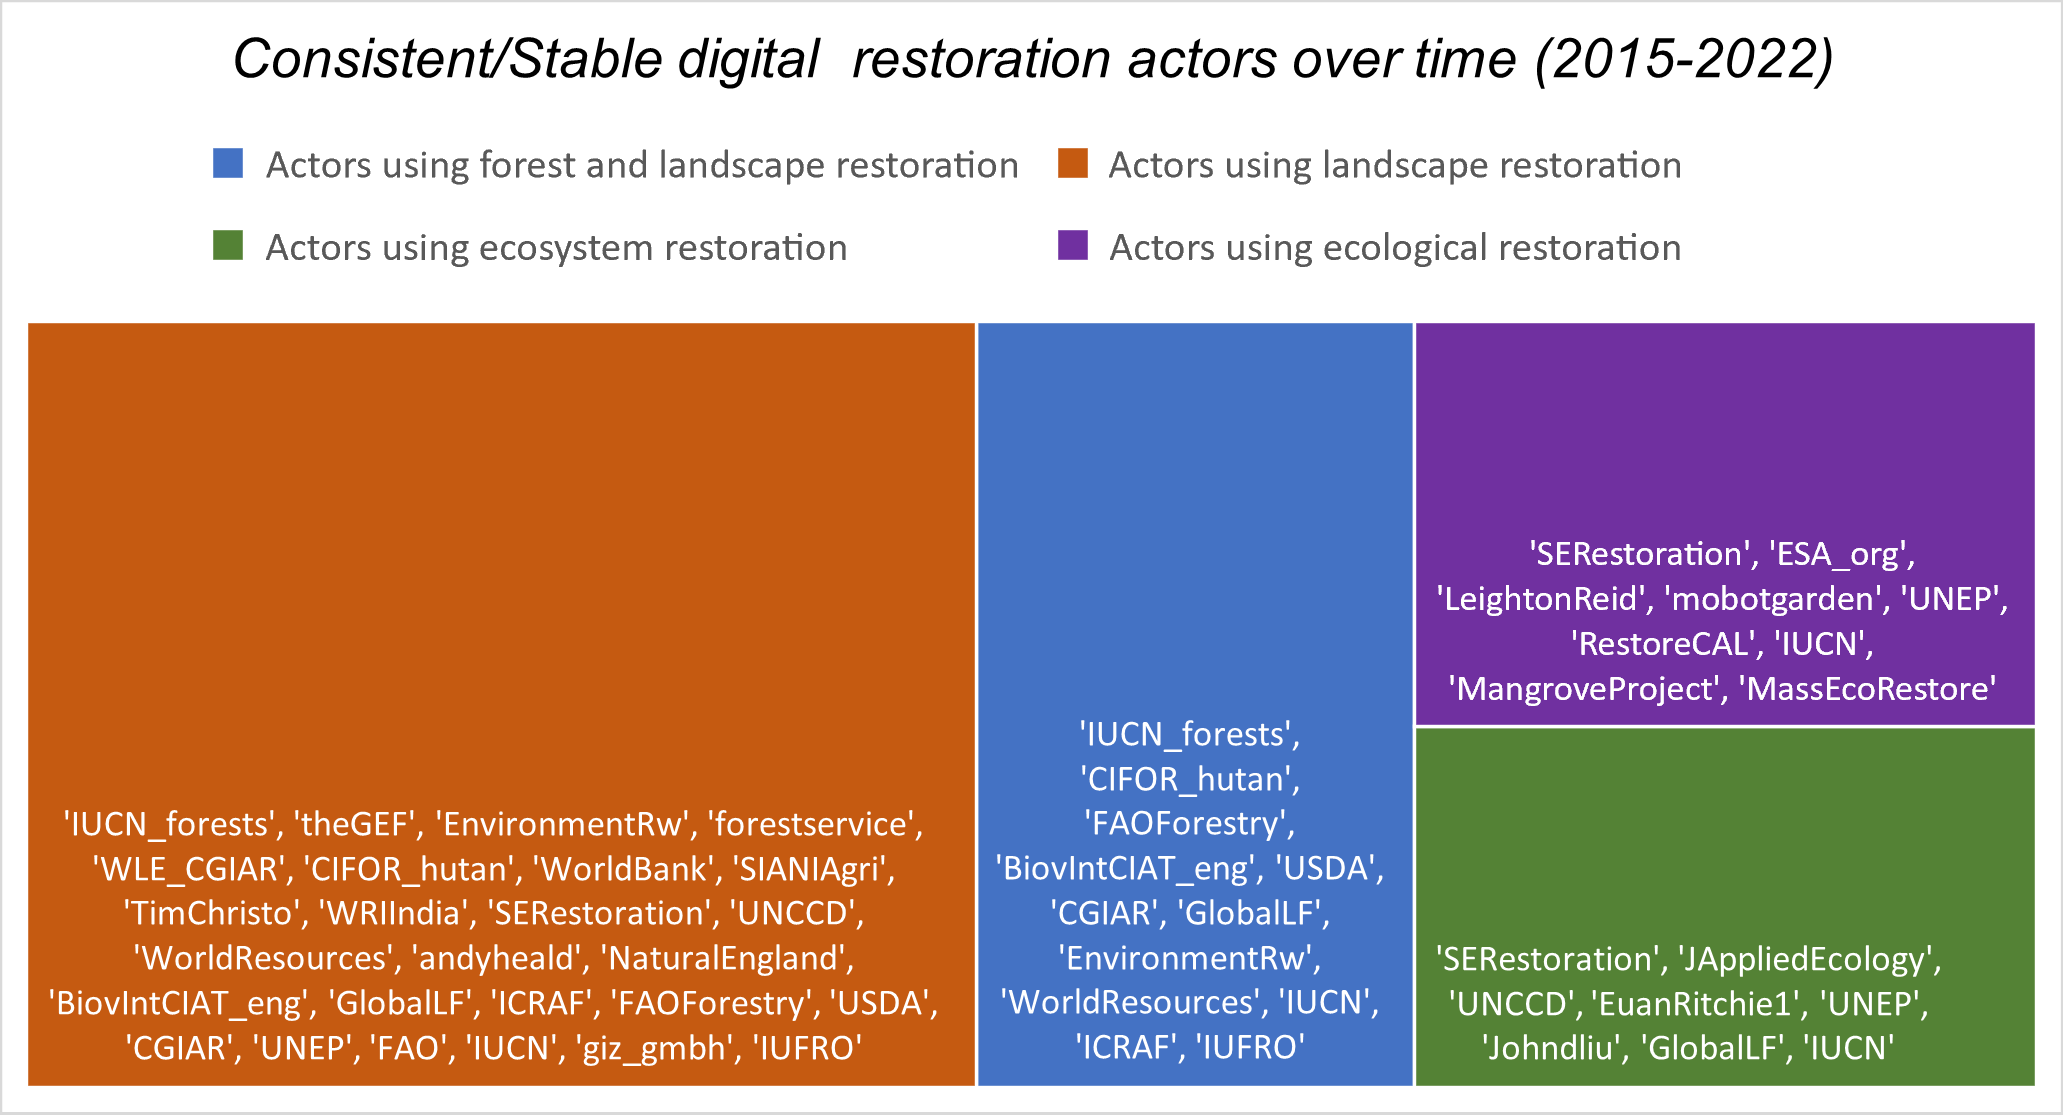 Consistent/Stable digital restoration actors over time (2015-2022)
Actors using forest and landscape restoration
Actors using landscape restoration
Actors using ecosystem restoration
Actors using ecological restoration
'IUCN_forests', 'theGEF', 'EnvironmentRw', 'forestservice',
'WLE_CGIAR', 'CIFOR_hutan', 'WorldBank', 'SIANIAgri',
'TimChristo', 'WRIIndia', 'SERestoration', 'UNCCD',
'WorldResources', 'andyheald', 'NaturalEngland',
'BiovIntCIAT_eng', 'GlobalLF', 'ICRAF', 'FAOForestry', 'USDA',
'CGIAR', 'UNEP', 'FAO', 'IUCN', 'giz_gmbh', 'IUFRO'
'IUCN_forests',
'CIFOR_hutan',
'FAOForestry',
'BiovIntCIAT_eng', 'USDA',
'CGIAR', 'GlobalLF',
'EnvironmentRw',
'WorldResources', 'IUCN',
'ICRAF', 'IUFRO'
'SERestoration', 'ESA_org',
'LeightonReid', 'mobotgarden', 'UNEP',
'RestoreCAL', 'IUCN',
'MangroveProject', 'MassEcoRestore'
'SERestoration', 'JAppliedEcology',
'UNCCD', 'EuanRitchie1', 'UNEP',
'Johndliu', 'GlobalLF', 'IUCN'